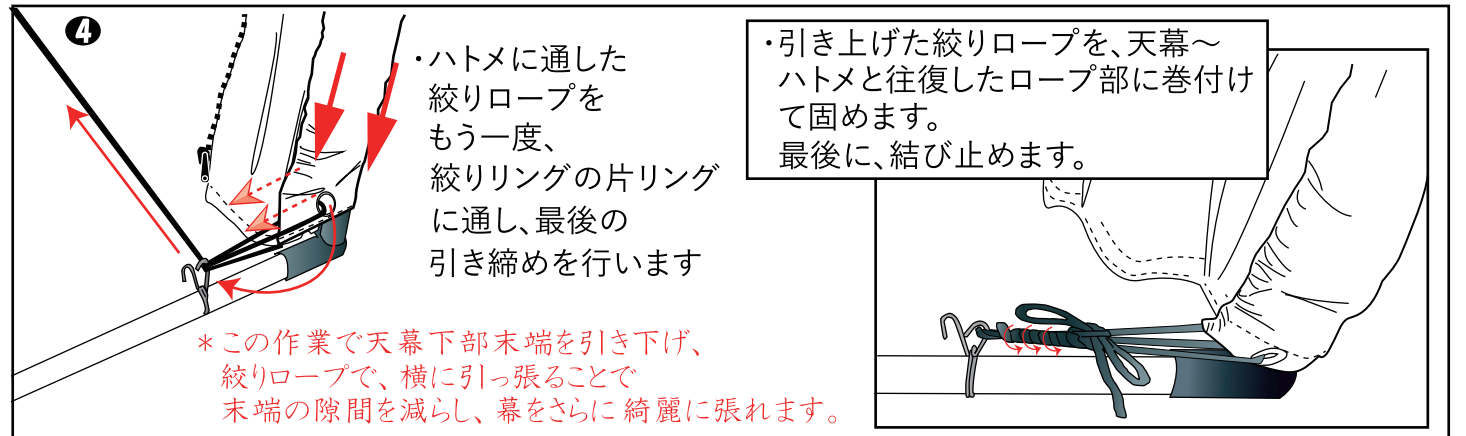 4
・ハトメに通した
絞りロープを
もう一度、
絞りリングの片リング
に通し、最後の
引き締めを行います
＊この作業で天幕下部末端を引き下げ、
絞りロープで、横に引っ張ることで
末端の隙間を減らし、幕をさらに綺麗に張れます。
・引き上げた絞りロープを、天幕～
ハトメと往復したロープ部に巻付け
て固めます。
最後に、結び止めます。